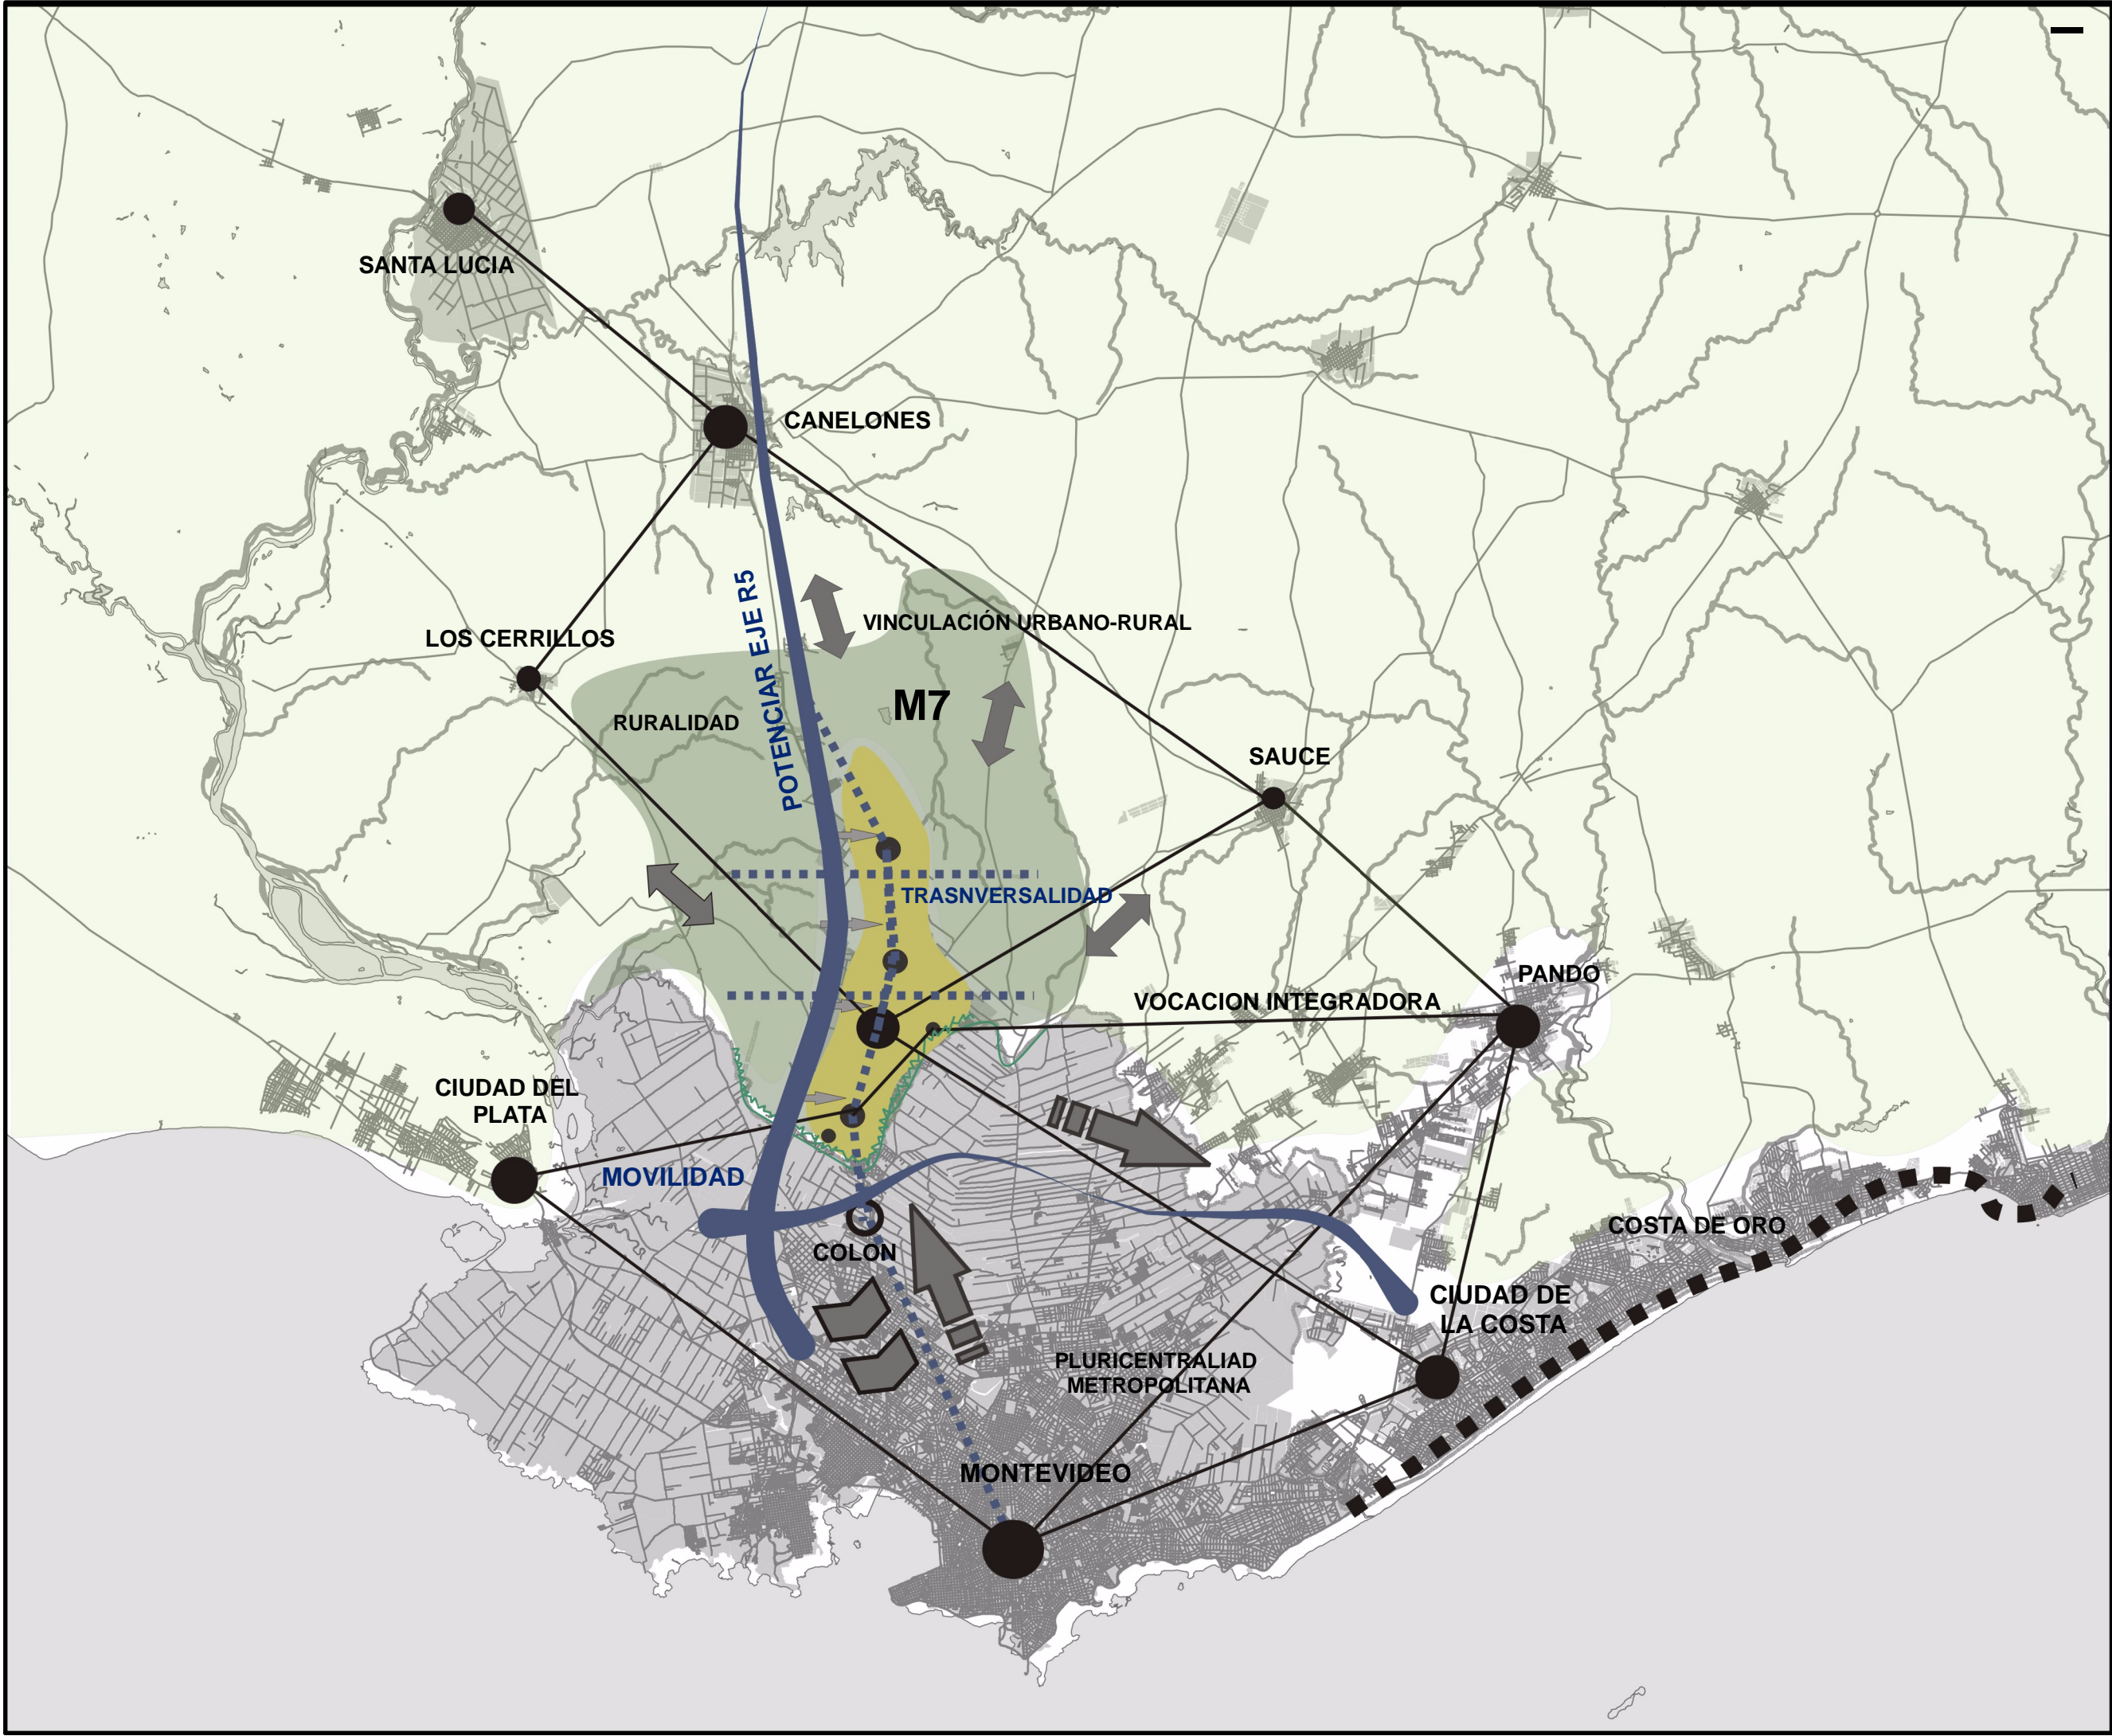 SANTA LUCIA
CANELONES
POTENCIAR EJE R5
VINCULACIÓN URBANO-RURAL
LOS CERRILLOS
M7
RURALIDAD
SAUCE
TRASNVERSALIDAD
PANDO
VOCACION INTEGRADORA
CIUDAD DEL
PLATA
MOVILIDAD
COSTA DE ORO
COLON
CIUDAD DE
LA COSTA
PLURICENTRALIAD
METROPOLITANA
MONTEVIDEO